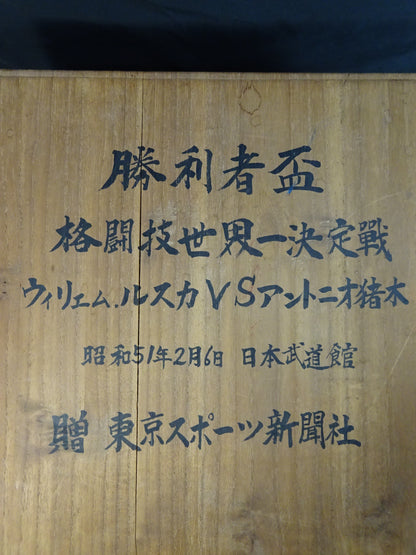 勝利者盃
格闘技世界一決定戰
ウィリェム.ルスカVSアントニオ猪木
昭和51年2月6日 日本武道館
贈 東京スポーツ新聞社